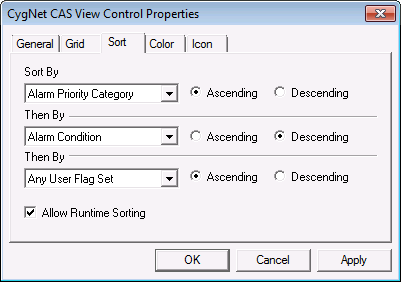 CygNet CAS View Control Properties
General Grid Sort Color Icon
Sort By
Alarm Priority Category Ascending Descending
Then By
Alarm Condition Ascending Descending
Then By
Any User Flag Set Ascending Descending
Allow Runtime Sorting
OK Cancel Apply